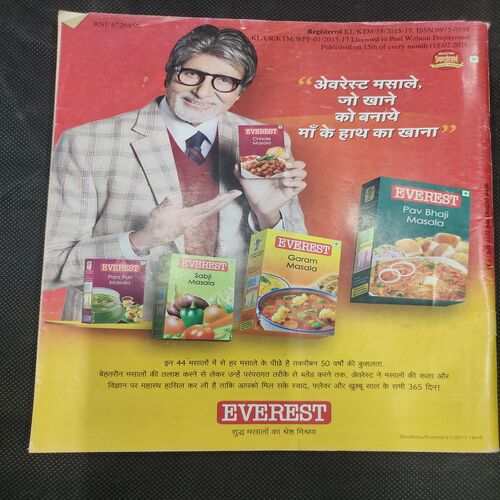 RNI 67269/96
Registered KL/KTM/58/2015-17, ISSN 0975-0398
KL/CR/KTM/WPP-01/2015-17 Licensed to Post Without Prepayment
Published on 15th of every month (15.02.2016)
“अेवरेस्ट मसाले,
जो खाने
को बनाये
माँ के हाथ का खाना”
EVEREST
Chhole
Masala
EVEREST
Pav Bhaji
Masala
EVEREST
Garam
Masala
EVEREST
Sabji
Masala
EVEREST
Pani Puri
Masala
इन 44 मसालों में से हर मसाले के पीछे है तकरीबन 50 वर्षों की कुशलता.
बेहतरीन मसालों की तलाश करने से लेकर उन्हें परंपरागत तरीके से ब्लेंड करने तक, अेवरेस्ट ने मसालों की कला और
विज्ञान पर महारथ हासिल कर ली है ताकि आपको मिल सके स्वाद, फ्लेवर और खुश्बू साल के सभी 365 दिन!
EVEREST
शुद्ध मसालों का श्रेष्ठ मिश्रण